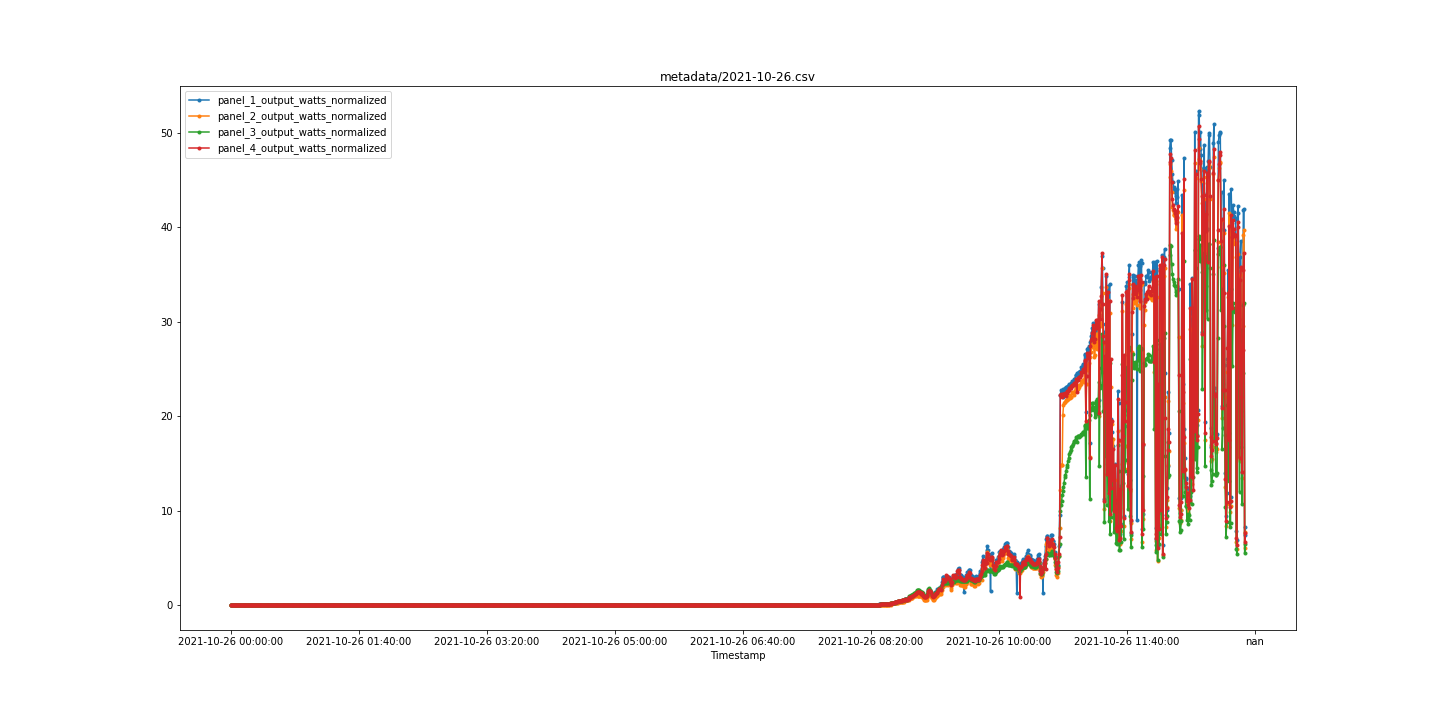 metadata/2021-10-26.csv
panel_1_output_watts_normalized
panel_2_output_watts_normalized
panel_3_output_watts_normalized
panel_4_output_watts_normalized
50
40
30
20
10
0
2021-10-26 00:00:00 2021-10-26 01:40:00 2021-10-26 03:20:00 2021-10-26 05:00:00 2021-10-26 06:40:00 2021-10-26 08:20:00 2021-10-26 10:00:00 2021-10-26 11:40:00 nan
Timestamp